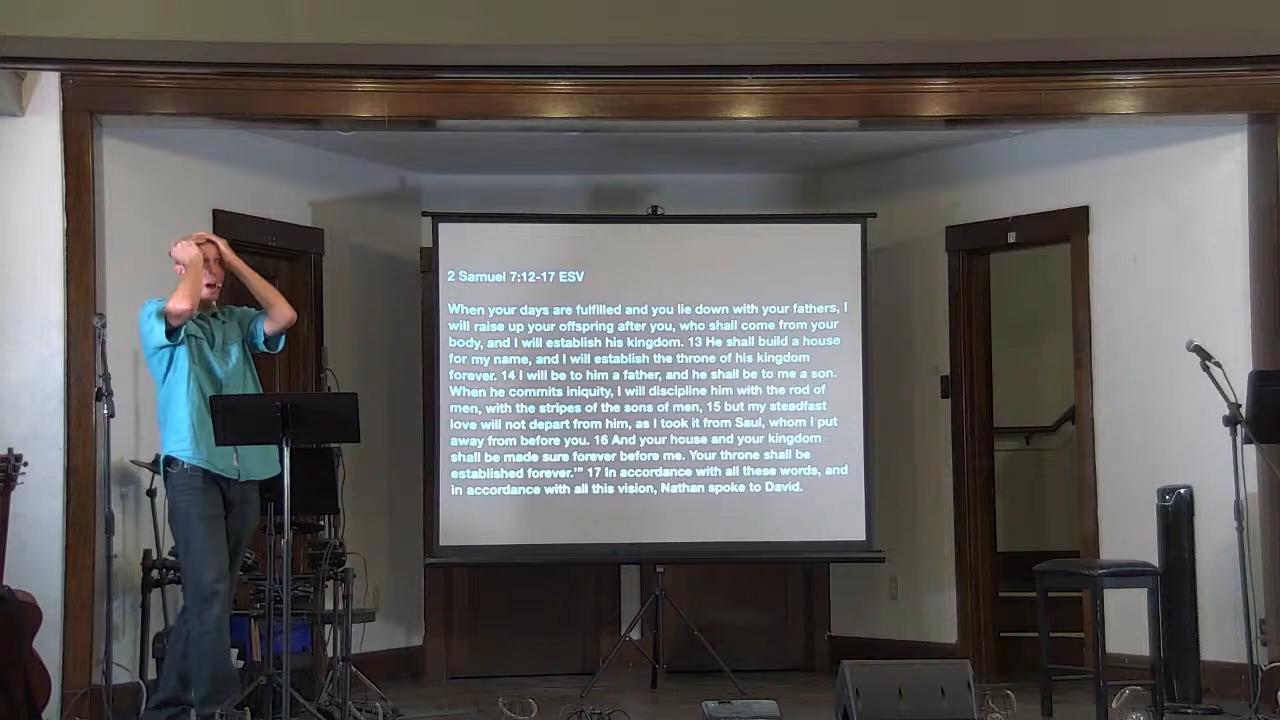 2 Samuel 7:12-17 ESV
When your days are fulfilled and you lie down with your fathers, I
will raise up your offspring after you, who shall come from your
body, and I will establish his kingdom. 13 He shall build a house
for my name, and I will establish the throne of his kingdom
forever. 14 I will be to him a father, and he shall be to me a son.
When he commits iniquity, I will discipline him with the rod of
men, with the stripes of the sons of men, 15 but my steadfast
love will not depart from him, as I took it from Saul, whom I put
away from before you. 16 And your house and your kingdom
shall be made sure forever before me. Your throne shall be
established forever.'" 17 In accordance with all these words, and
in accordance with all this vision, Nathan spoke to David.